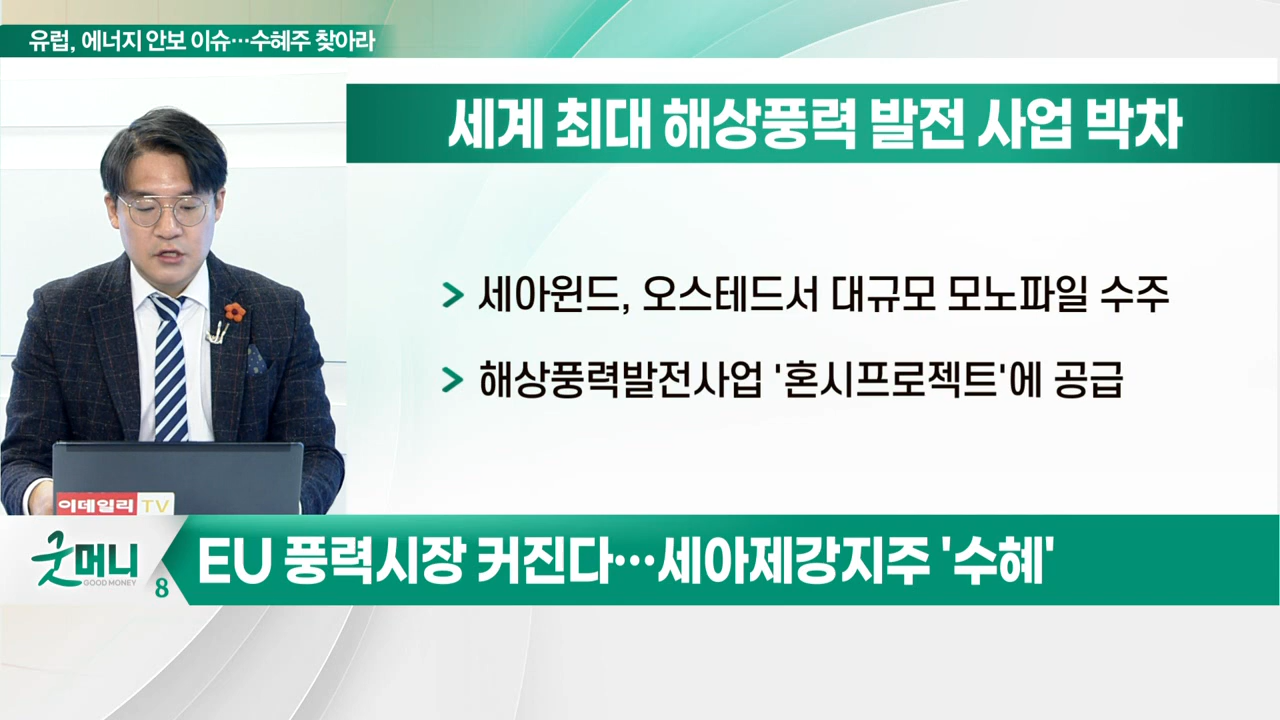 유럽, 에너지 안보 이슈…수혜주 찾아라
세계 최대 해상풍력 발전 사업 박차
> 세아윈드, 오스테드서 대규모 모노파일 수주
> 해상풍력발전사업 '혼시프로젝트'에 공급
이데일리 TV
굿머니
GOOD MONEY
8
EU 풍력시장 커진다…세아제강지주 '수혜'